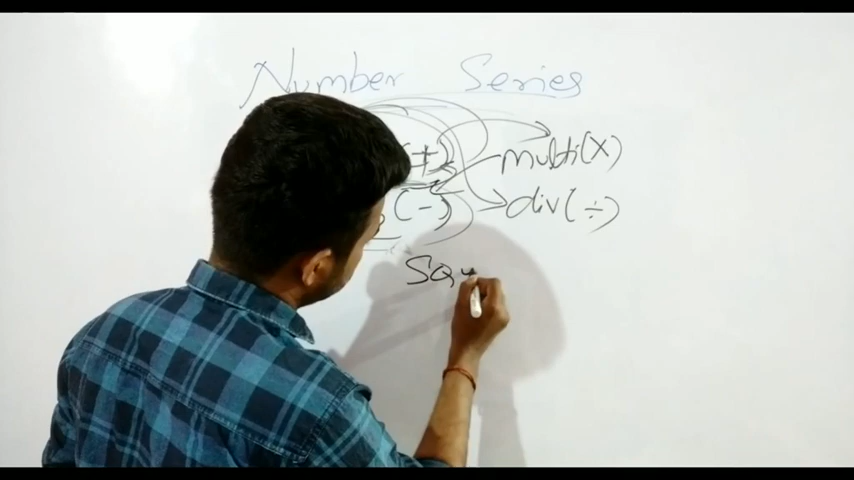 Number Series
(+) multi(×)
(-) div(÷)
Squ